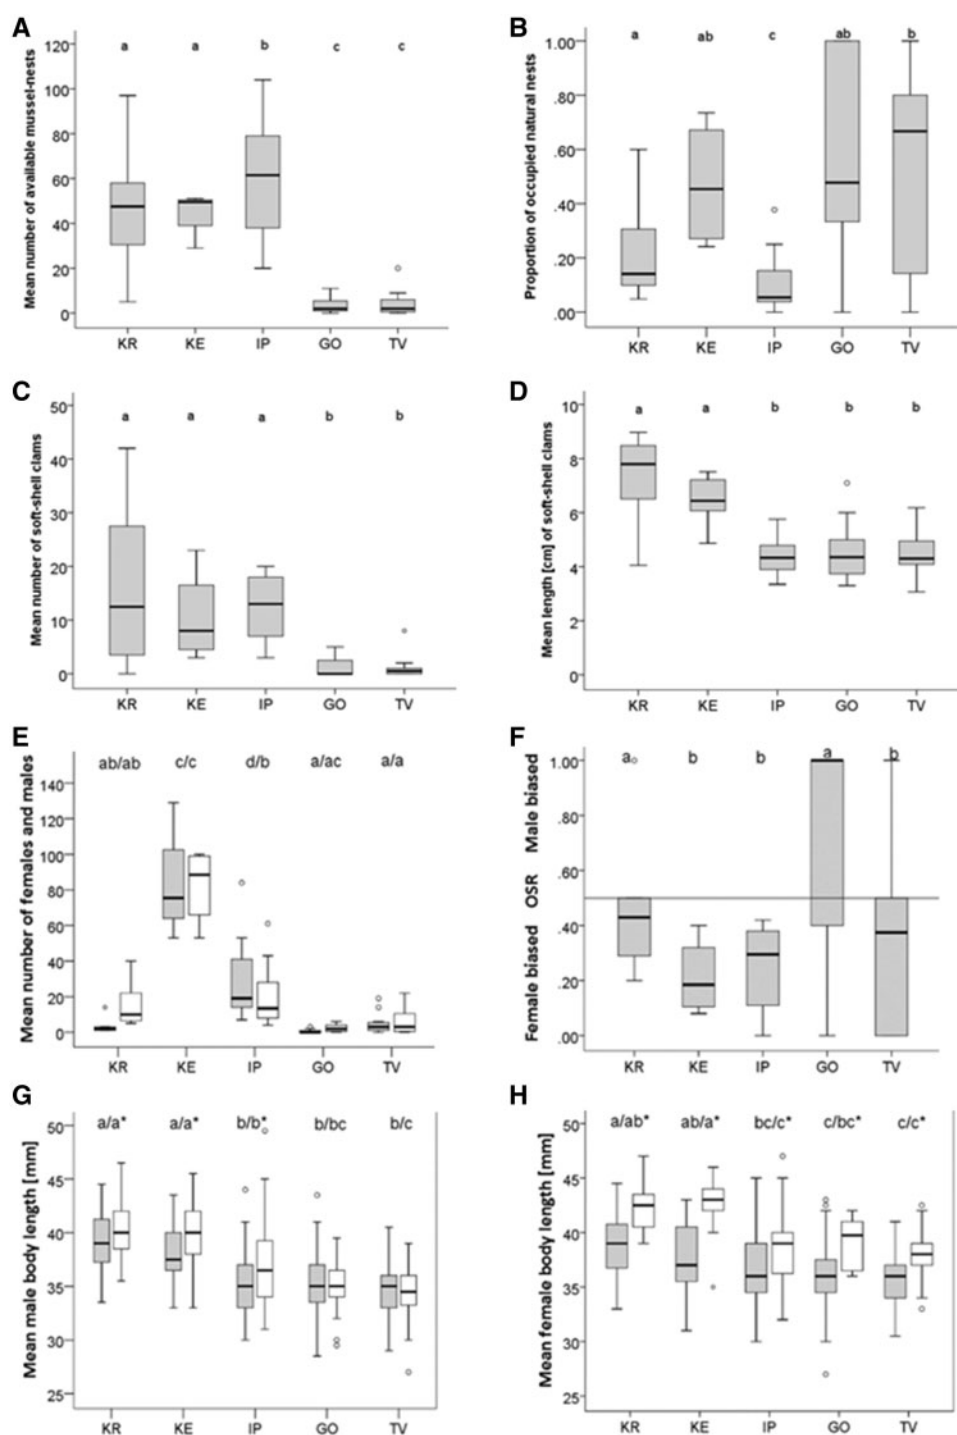 A
Mean number of available mussel-nests
a a b c c
120
100
80
60
40
20
0
KR KE IP GO TV
B
Proportion of occupied natural nests
a ab c ab b
1.00
.80
.60
.40
.20
.00
KR KE IP GO TV
C
Mean number of soft-shell clams
a a a b b
50
40
30
20
10
0
KR KE IP GO TV
D
Mean length [cm] of soft-shell clams
a a b b b
10
8
6
4
2
0
KR KE IP GO TV
E
Mean number of females and males
ab/ab c/c d/b a/ac a/a
140
120
100
80
60
40
20
0
KR KE IP GO TV
F
Female biased OSR Male biased
a b b a b
1.00
.80
.60
.40
.20
.00
KR KE IP GO TV
G
Mean male body length [mm]
a/a* a/a* b/b* b/bc b/c
50
45
40
35
30
25
KR KE IP GO TV
H
Mean female body length [mm]
a/ab* ab/a* bc/c* c/bc* c/c*
50
45
40
35
30
25
KR KE IP GO TV